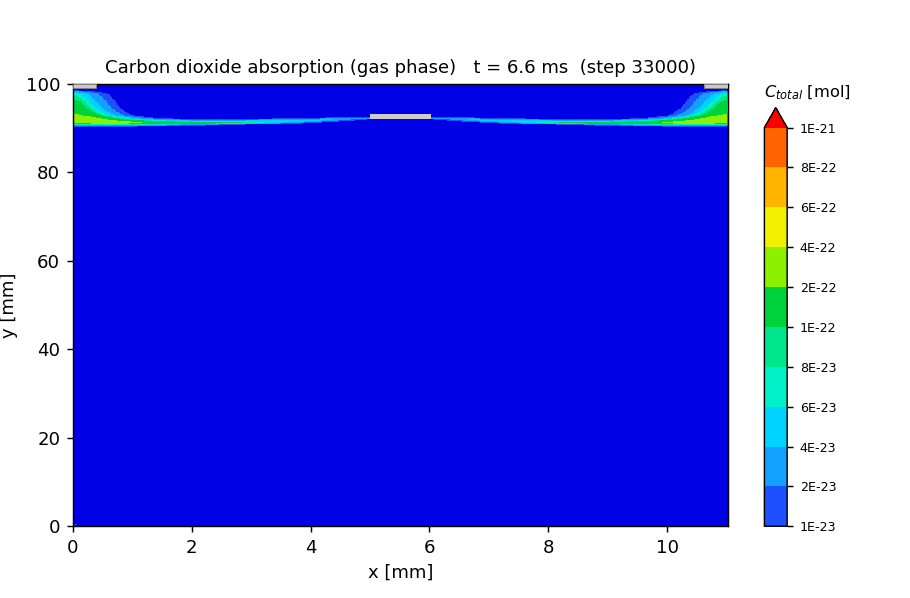 Carbon dioxide absorption (gas phase)   t = 6.6 ms  (step 33000)
C_total [mol]
1E-21
8E-22
6E-22
4E-22
2E-22
1E-22
8E-23
6E-23
4E-23
2E-23
1E-23
y [mm]
100
80
60
40
20
0
0 2 4 6 8 10
x [mm]